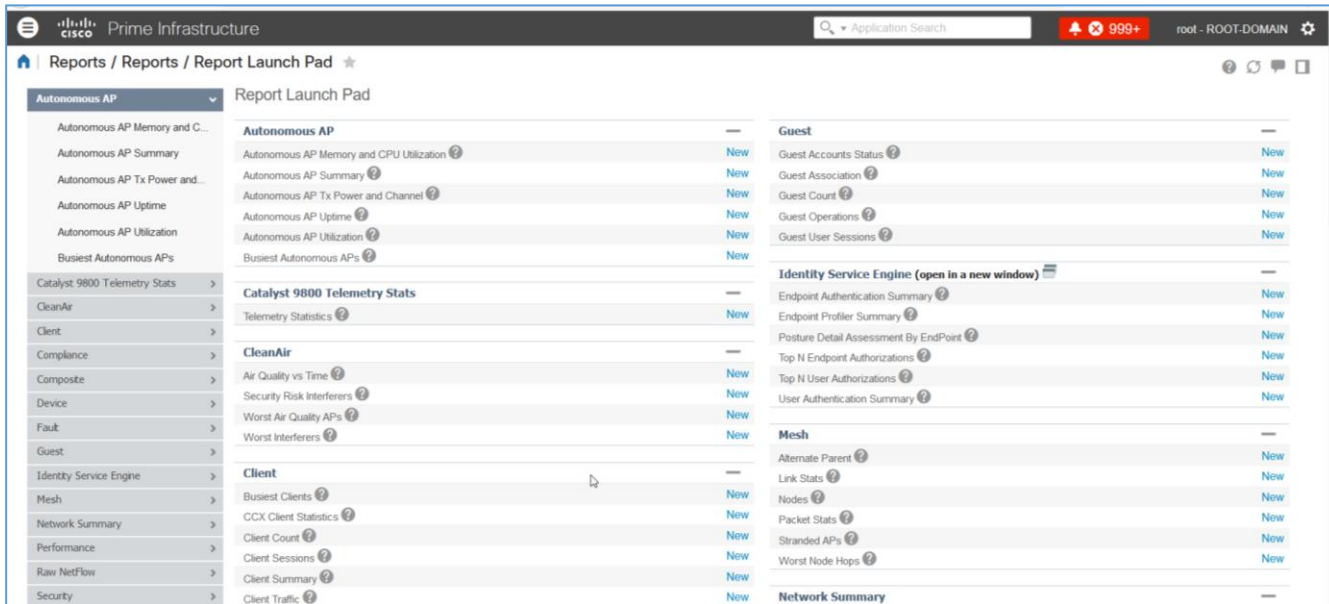 cisco Prime Infrastructure
Application Search
999+
root - ROOT-DOMAIN
Reports / Reports / Report Launch Pad
Autonomous AP
Autonomous AP Memory and C...
Autonomous AP Summary
Autonomous AP Tx Power and...
Autonomous AP Uptime
Autonomous AP Utilization
Busiest Autonomous APs
Catalyst 9800 Telemetry Stats
CleanAir
Client
Compliance
Composite
Device
Fault
Guest
Identity Service Engine
Mesh
Network Summary
Performance
Raw NetFlow
Security
Report Launch Pad
Autonomous AP
Autonomous AP Memory and CPU Utilization New
Autonomous AP Summary New
Autonomous AP Tx Power and Channel New
Autonomous AP Uptime New
Autonomous AP Utilization New
Busiest Autonomous APs New
Catalyst 9800 Telemetry Stats
Telemetry Statistics New
CleanAir
Air Quality vs Time New
Security Risk Interferers New
Worst Air Quality APs New
Worst Interferers New
Client
Busiest Clients New
CCX Client Statistics New
Client Count New
Client Sessions New
Client Summary New
Client Traffic New
Guest
Guest Accounts Status New
Guest Association New
Guest Count New
Guest Operations New
Guest User Sessions New
Identity Service Engine (open in a new window)
Endpoint Authentication Summary New
Endpoint Profiler Summary New
Posture Detail Assessment By EndPoint New
Top N Endpoint Authorizations New
Top N User Authorizations New
User Authentication Summary New
Mesh
Alternate Parent New
Link Stats New
Nodes New
Packet Stats New
Stranded APs New
Worst Node Hops New
Network Summary